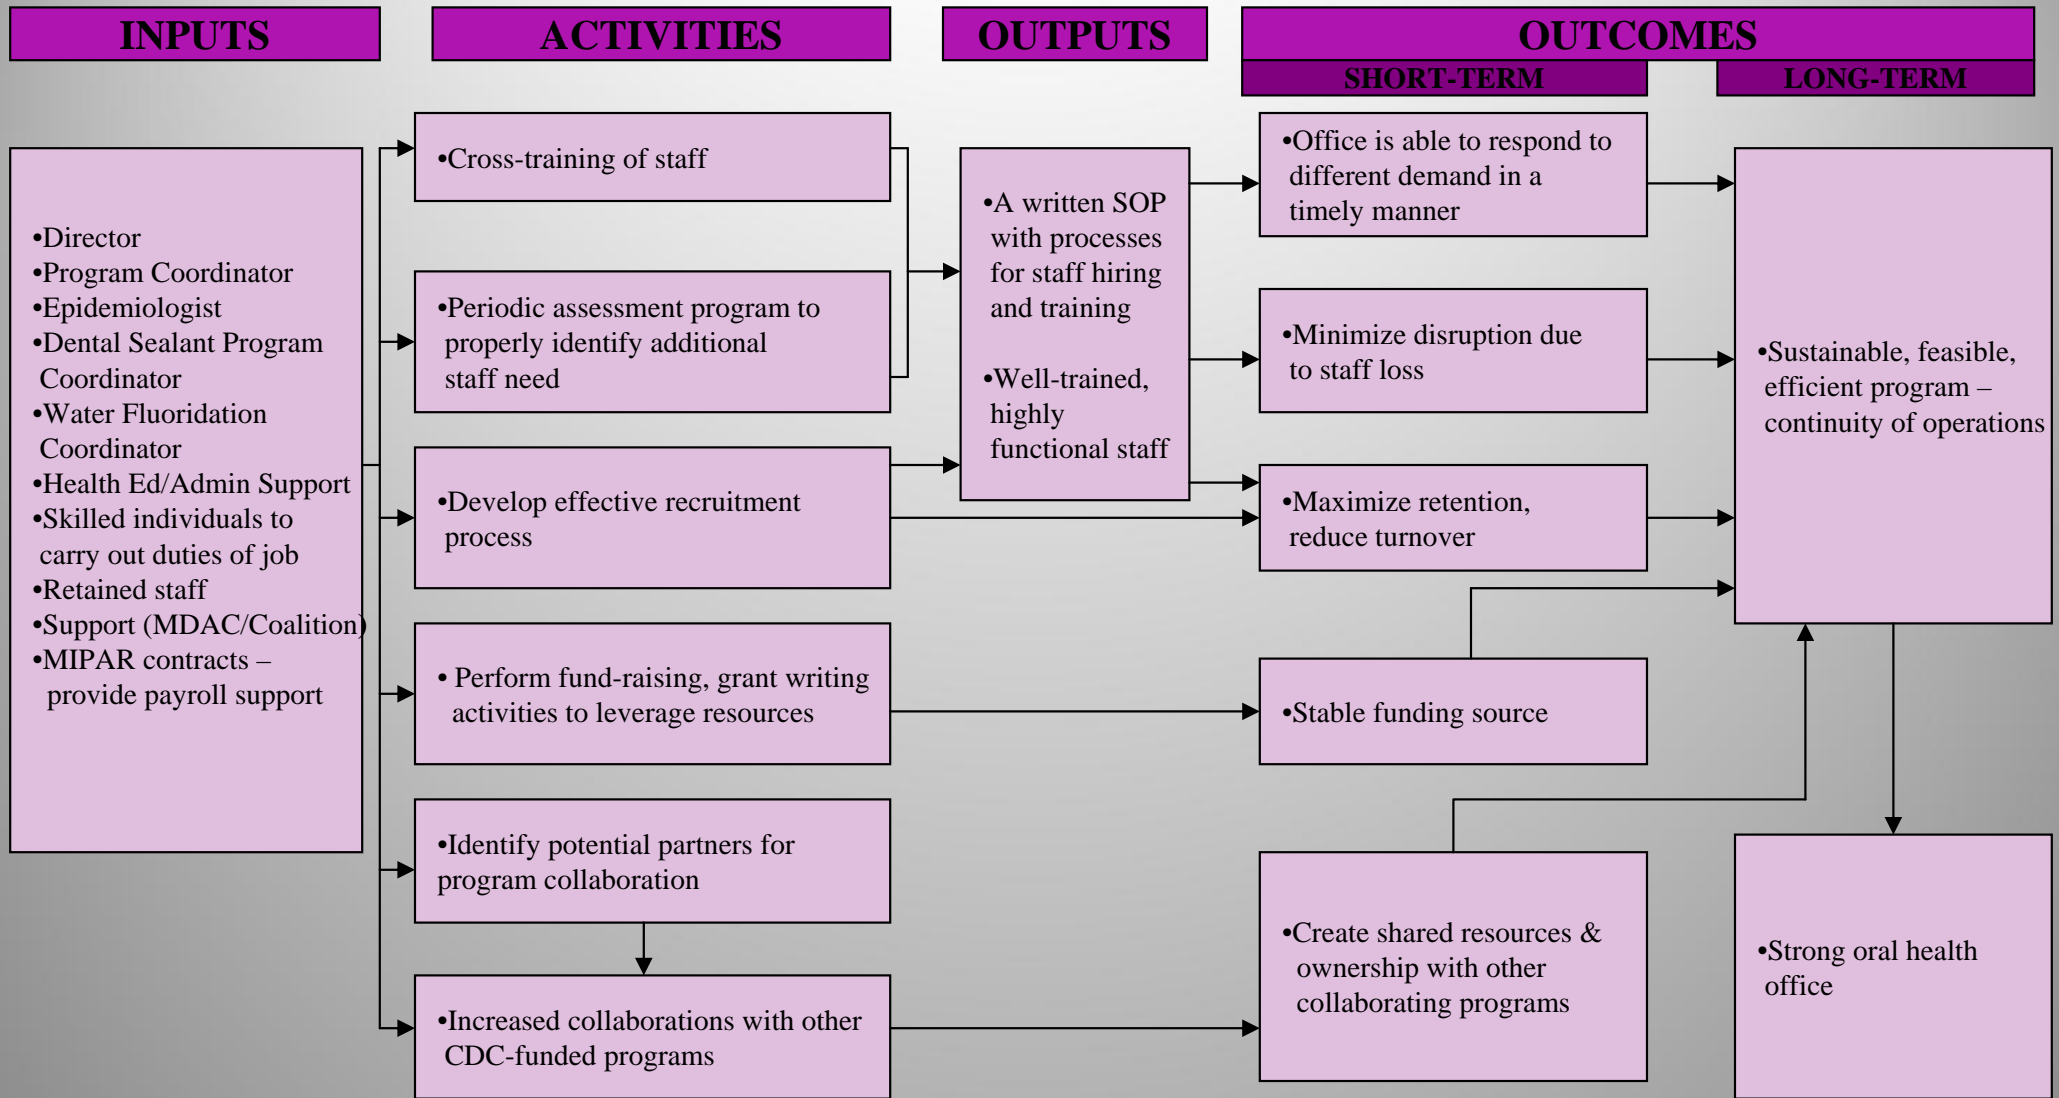 INPUTS
ACTIVITIES
OUTPUTS
OUTCOMES
SHORT-TERM
LONG-TERM
•Director
•Program Coordinator
•Epidemiologist
•Dental Sealant Program
Coordinator
•Water Fluoridation
Coordinator
•Health Ed/Admin Support
•Skilled individuals to
carry out duties of job
•Retained staff
•Support (MDAC/Coalition)
•MIPAR contracts –
provide payroll support
•Cross-training of staff
•Periodic assessment program to
properly identify additional
staff need
•Develop effective recruitment
process
• Perform fund-raising, grant writing
activities to leverage resources
•Identify potential partners for
program collaboration
•Increased collaborations with other
CDC-funded programs
•A written SOP
with processes
for staff hiring
and training
•Well-trained,
highly
functional staff
•Office is able to respond to
different demand in a
timely manner
•Minimize disruption due
to staff loss
•Maximize retention,
reduce turnover
•Stable funding source
•Create shared resources &
ownership with other
collaborating programs
•Sustainable, feasible,
efficient program –
continuity of operations
•Strong oral health
office